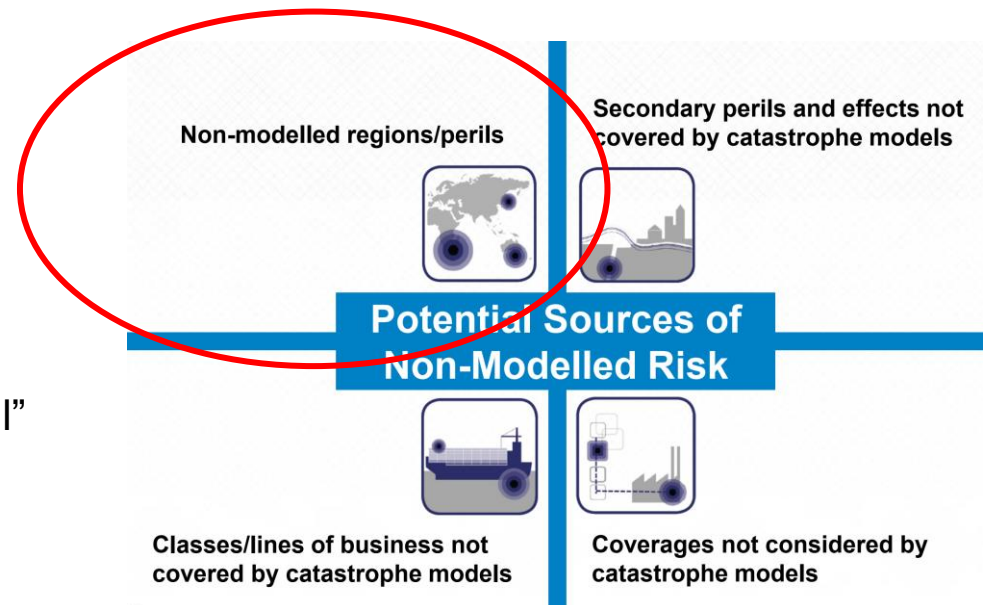 Non-modelled regions/perils
Secondary perils and effects not
covered by catastrophe models
Potential Sources of
Non-Modelled Risk
l”
Classes/lines of business not
covered by catastrophe models
Coverages not considered by
catastrophe models